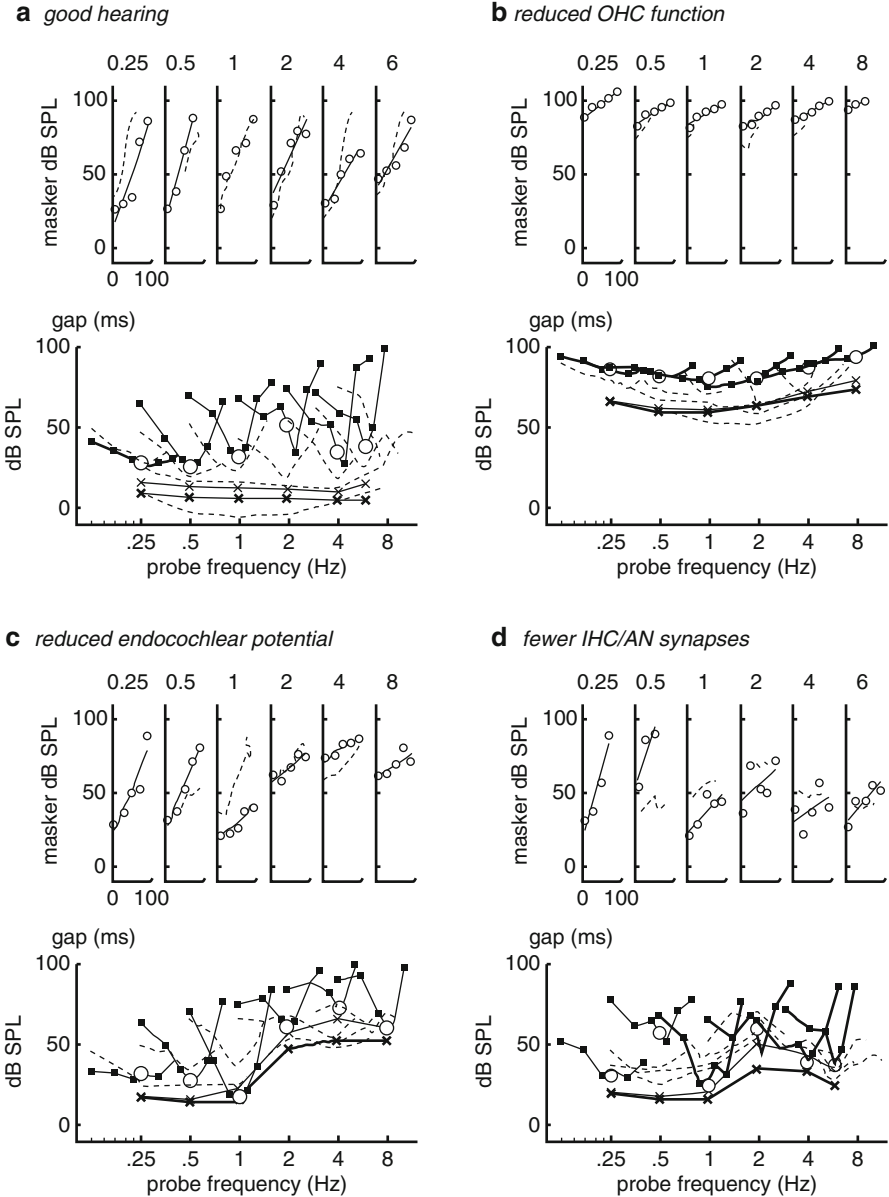 a good hearing
0.25 0.5 1 2 4 6
masker dB SPL
100
50
0
0 100
gap (ms)
100
50
0
dB SPL
.25 .5 1 2 4 8
probe frequency (Hz)
b reduced OHC function
0.25 0.5 1 2 4 8
masker dB SPL
100
50
0
0 100
gap (ms)
100
50
0
dB SPL
.25 .5 1 2 4 8
probe frequency (Hz)
c reduced endocochlear potential
0.25 0.5 1 2 4 8
masker dB SPL
100
50
0
0 100
gap (ms)
100
50
0
dB SPL
.25 .5 1 2 4 8
probe frequency (Hz)
d fewer IHC/AN synapses
0.25 0.5 1 2 4 6
masker dB SPL
100
50
0
0 100
gap (ms)
100
50
0
dB SPL
.25 .5 1 2 4 8
probe frequency (Hz)